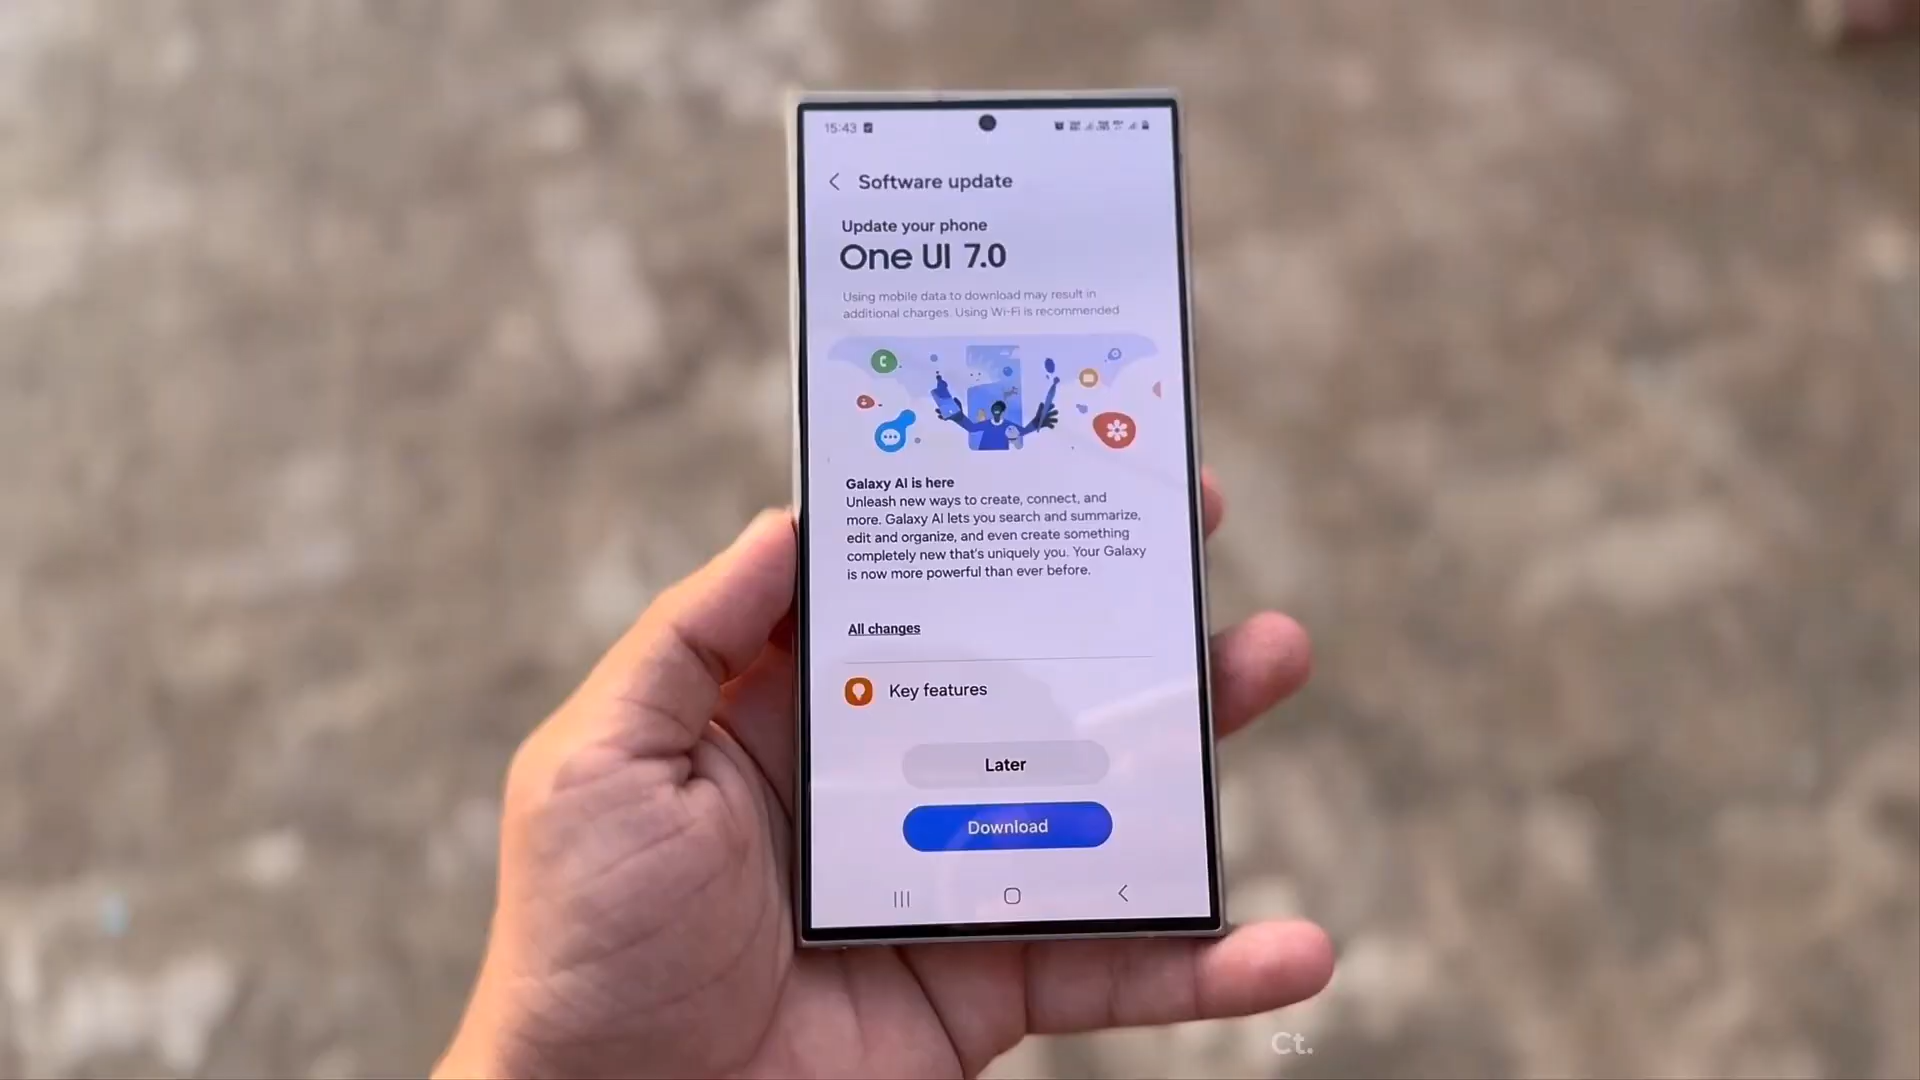 15:43
Software update
Update your phone
One UI 7.0
Using mobile data to download may result in
additional charges. Using Wi-Fi is recommended
Galaxy AI is here
Unleash new ways to create, connect, and
more. Galaxy AI lets you search and summarize,
edit and organize, and even create something
completely new that's uniquely you. Your Galaxy
is now more powerful than ever before.
All changes
Key features
Later
Download
Ct.